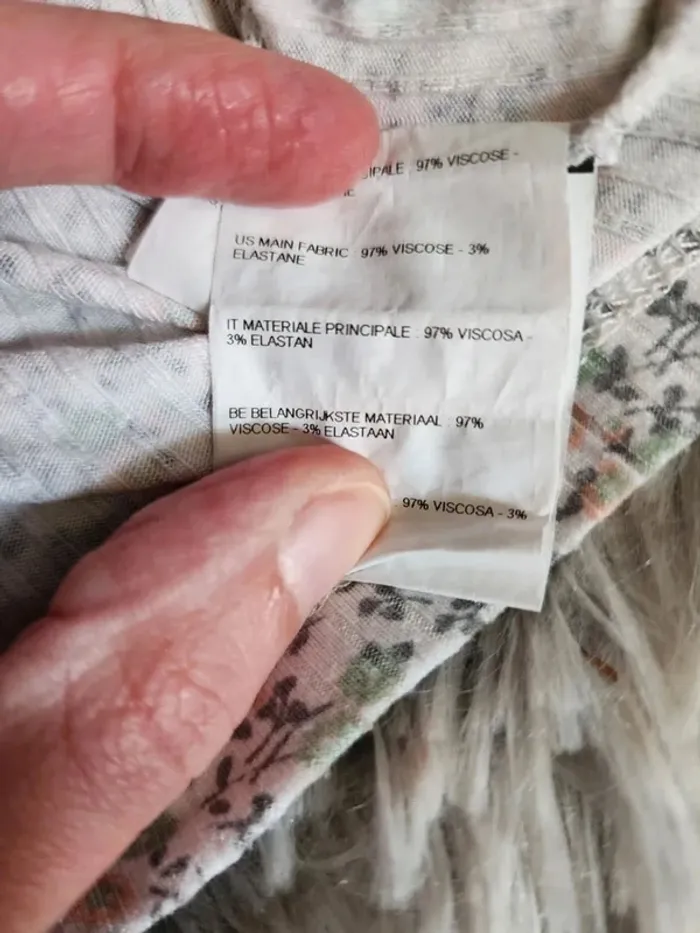 97% VISCOSE -
US MAIN FABRIC : 97% VISCOSE - 3%
ELASTANE
IT MATERIALE PRINCIPALE : 97% VISCOSA -
3% ELASTAN
BE BELANGRIJKSTE MATERIAAL : 97%
VISCOSE - 3% ELASTAAN
97% VISCOSA - 3%